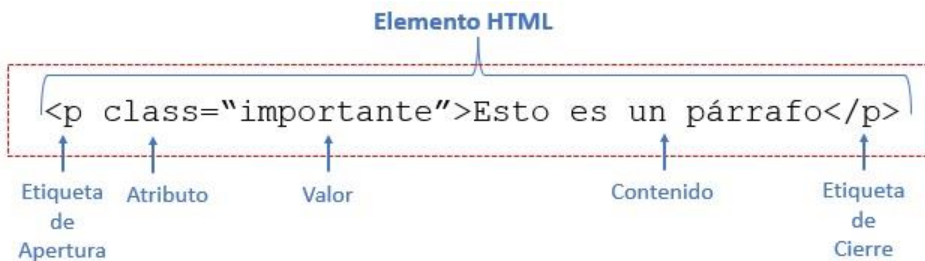 Elemento HTML
<p class=“importante”>Esto es un párrafo</p>
Etiqueta de Apertura
Atributo
Valor
Contenido
Etiqueta de Cierre